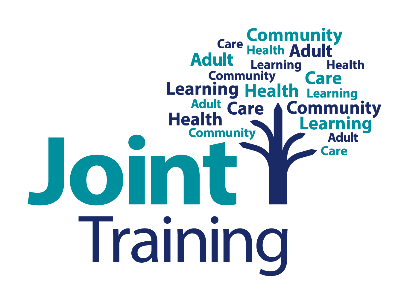 Community
Care Health Adult
Adult Learning Health
Community Care
Learning Health Learning
Adult Care Community
Health Learning
Community Adult
Care
Joint
Training